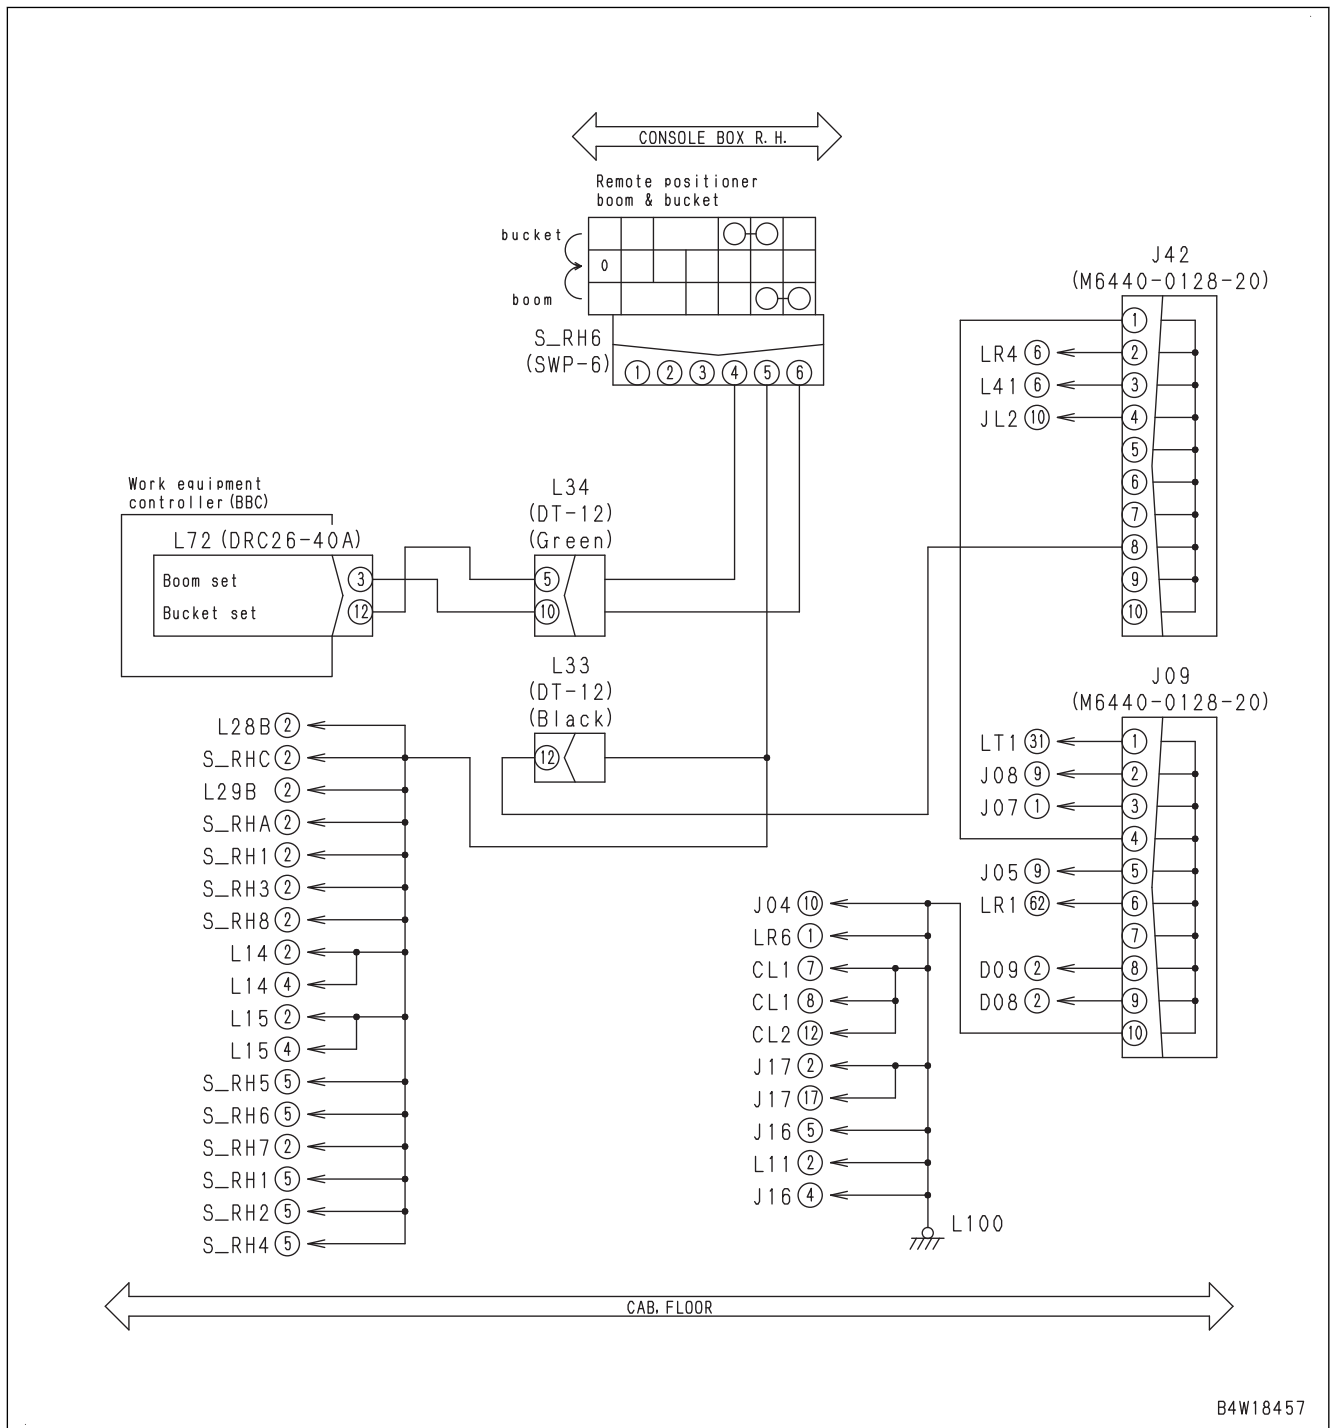 CONSOLE BOX R. H.
Remote positioner
boom & bucket
bucket
0
boom
S_RH6
(SWP-6)
1 2 3 4 5 6
J42
(M6440-0128-20)
1
LR4 6 2
L41 6 3
JL2 10 4
5
6
7
8
9
10
Work equipment
controller (BBC)
L72 (DRC26-40A)
Boom set 3
Bucket set 12
L34
(DT-12)
(Green)
5
10
L33
(DT-12)
(Black)
12
J09
(M6440-0128-20)
LT1 31 1
J08 9 2
J07 1 3
4
J05 9 5
LR1 62 6
7
D09 2 8
D08 2 9
10
L28B 2
S_RHC 2
L29B 2
S_RHA 2
S_RH1 2
S_RH3 2
S_RH8 2
L14 2
L14 4
L15 2
L15 4
S_RH5 5
S_RH6 5
S_RH7 2
S_RH1 5
S_RH2 5
S_RH4 5
J04 10
LR6 1
CL1 7
CL1 8
CL2 12
J17 2
J17 17
J16 5
L11 2
J16 4
L100
CAB. FLOOR
B4W18457